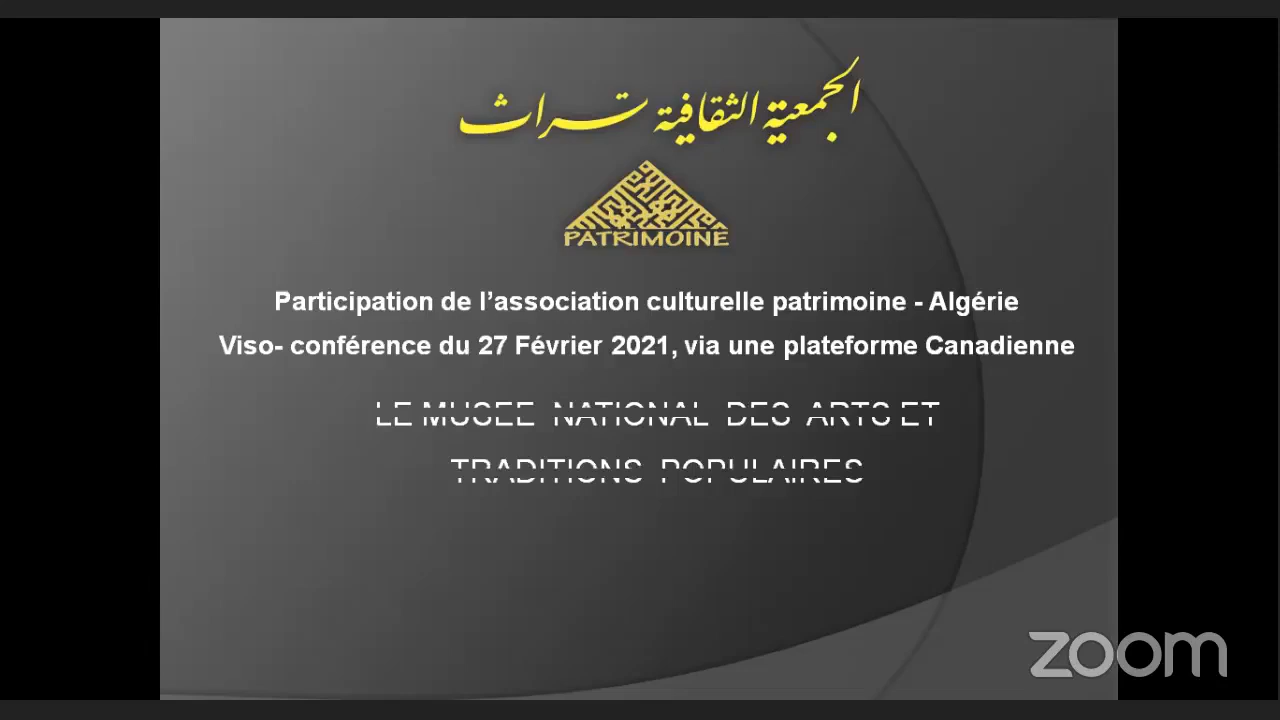 الجمعية الثقافية تراث
PATRIMOINE
Participation de l’association culturelle patrimoine - Algérie
Viso- conférence du 27 Février 2021, via une plateforme Canadienne
LE MUSEE NATIONAL DES ARTS ET
TRADITIONS POPULAIRES
zoom